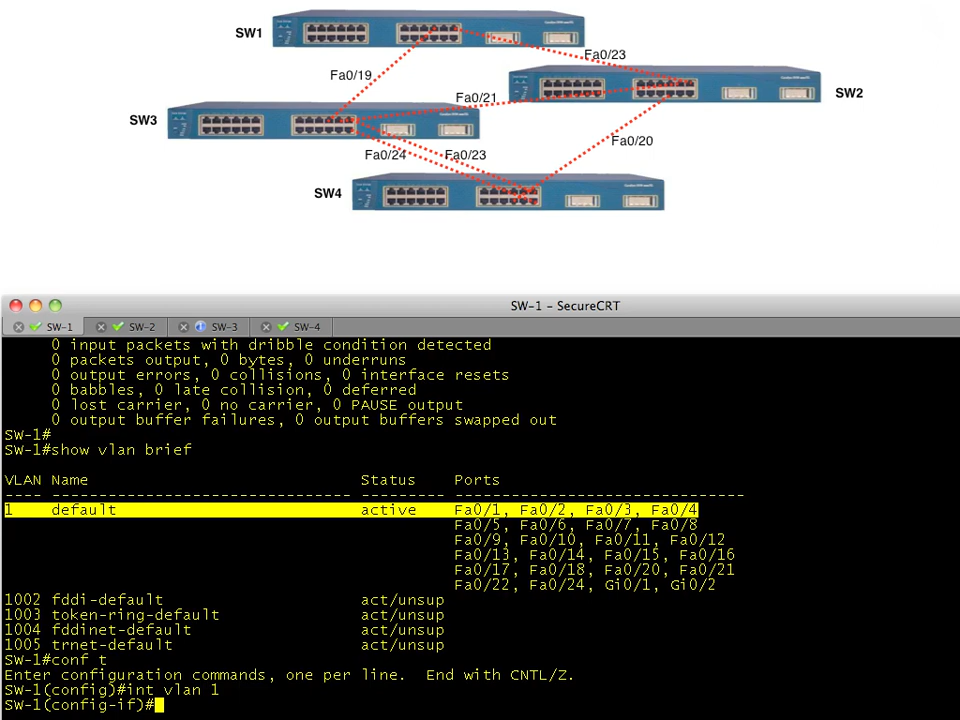 SW1
Fa0/23
Fa0/19
SW2
Fa0/21
SW3
Fa0/20
Fa0/24
Fa0/23
SW4
SW-1 – SecureCRT
SW-1
SW-2
SW-3
SW-4
0 input packets with dribble condition detected
0 packets output, 0 bytes, 0 underruns
0 output errors, 0 collisions, 0 interface resets
0 babbles, 0 late collision, 0 deferred
0 lost carrier, 0 no carrier, 0 PAUSE output
0 output buffer failures, 0 output buffers swapped out
SW-1#
SW-1#show vlan brief
VLAN Name                             Status    Ports
---- -------------------------------- --------- -------------------------------
1    default                          active    Fa0/1, Fa0/2, Fa0/3, Fa0/4
Fa0/5, Fa0/6, Fa0/7, Fa0/8
Fa0/9, Fa0/10, Fa0/11, Fa0/12
Fa0/13, Fa0/14, Fa0/15, Fa0/16
Fa0/17, Fa0/18, Fa0/20, Fa0/21
Fa0/22, Fa0/24, Gi0/1, Gi0/2
1002 fddi-default                     act/unsup
1003 token-ring-default               act/unsup
1004 fddinet-default                  act/unsup
1005 trnet-default                    act/unsup
SW-1#conf t
Enter configuration commands, one per line.  End with CNTL/Z.
SW-1(config)#int vlan 1
SW-1(config-if)#